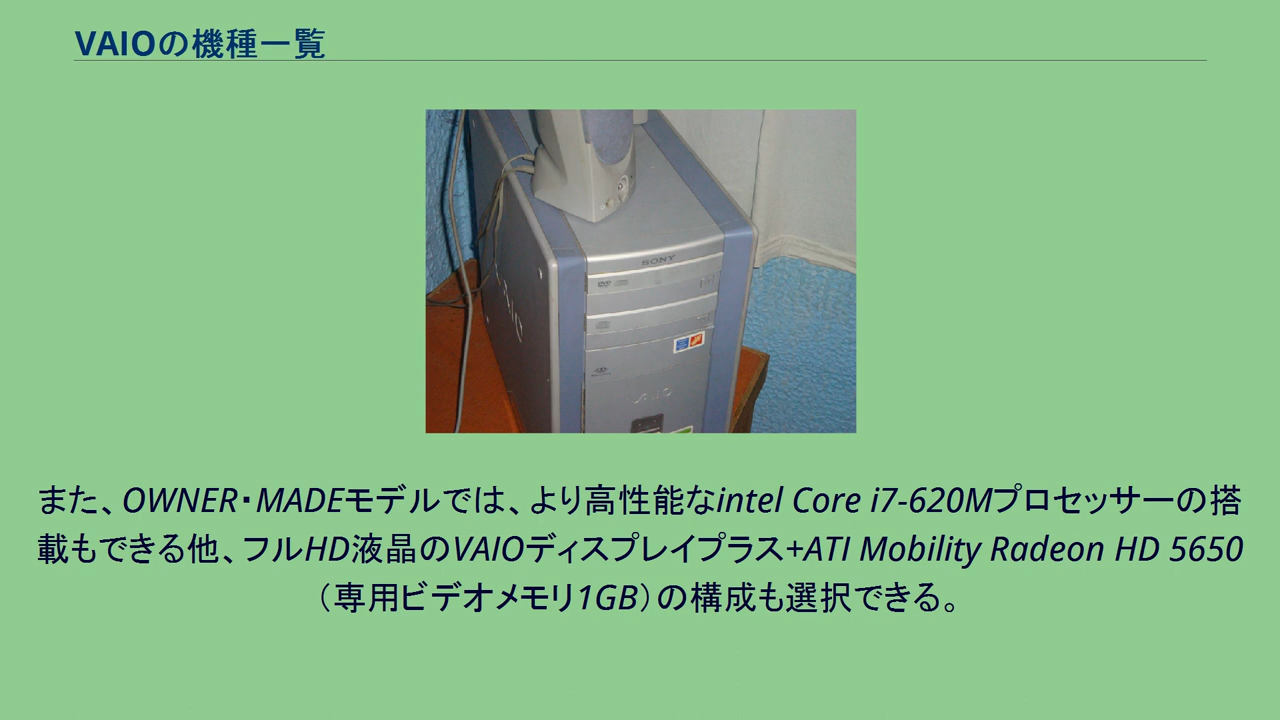 VAIOの機種一覧
SONY
VAIO
VAIO
また、OWNER・MADEモデルでは、より高性能なintel Core i7-620Mプロセッサーの搭
載もできる他、フルHD液晶のVAIOディスプレイプラス+ATI Mobility Radeon HD 5650
（専用ビデオメモリ1GB）の構成も選択できる。